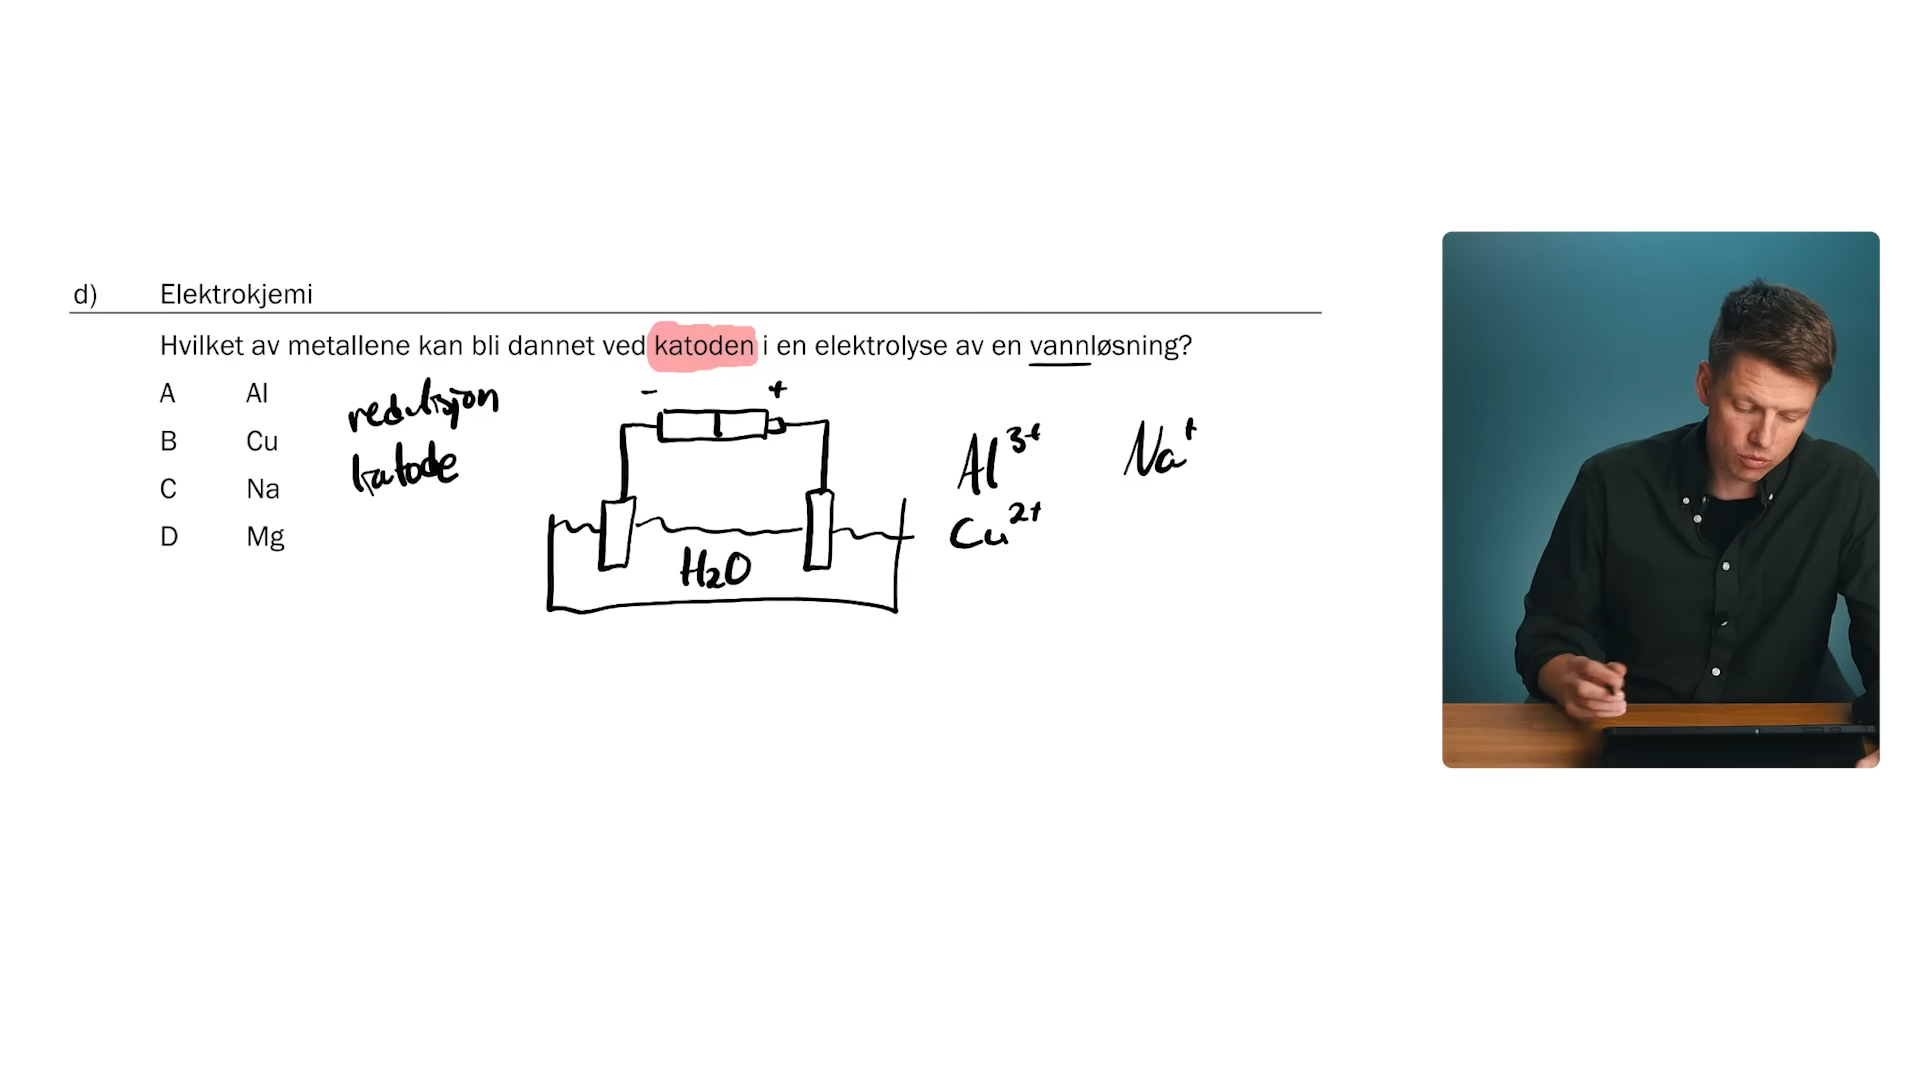 d) Elektrokjemi
Hvilket av metallene kan bli dannet ved katoden i en elektrolyse av en vannløsning?
A Al
B Cu
C Na
D Mg
reduksjon
katode
- +
H₂O
Al³⁺
Cu²⁺
Na⁺